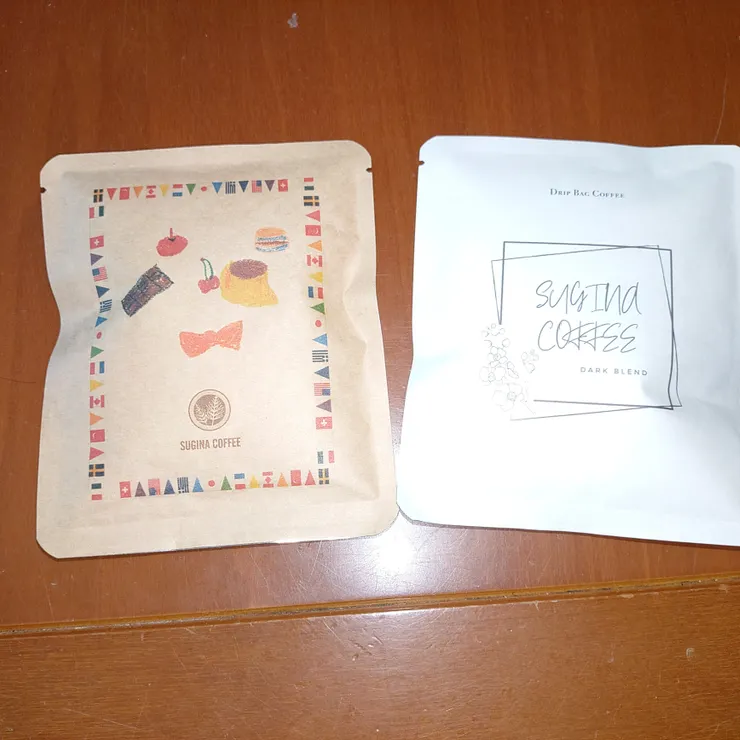 SUGINA COFFEE
DRIP BAG COFFEE
SUGINA
COFFEE
DARK BLEND